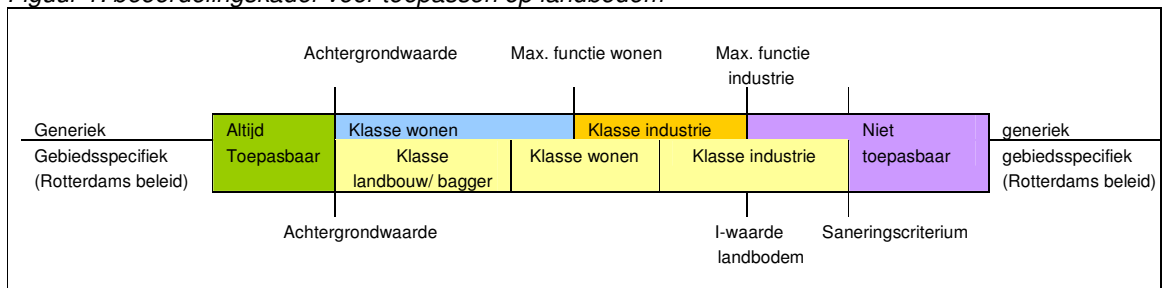 Figuur 1: beoordelingskader voor toepassen op landbodem
Achtergrondwaarde Max. functie wonen Max. functie
industrie
Generiek Altijd Klasse wonen Klasse industrie Niet generiek
Gebiedsspecifiek Toepasbaar Klasse Klasse wonen Klasse industrie toepasbaar gebiedsspecifiek
(Rotterdams beleid) landbouw/ bagger (Rotterdams beleid)
Achtergrondwaarde I-waarde Saneringscriterium
landbodem